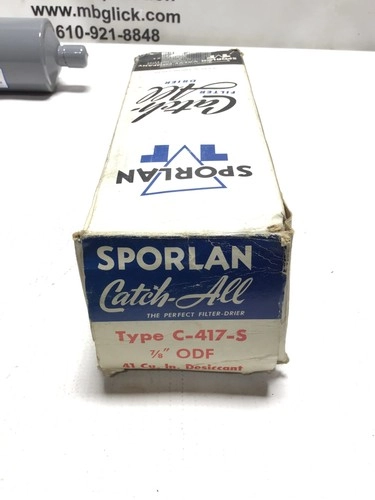 www.mbglick.com
610-921-8848
SPORLAN
Catch-All
FILTER DRIER
SPORLAN
SPORLAN
Catch-All
THE PERFECT FILTER-DRIER
Type C-417-S
7/8" ODF
41 Cu. In. Desiccant